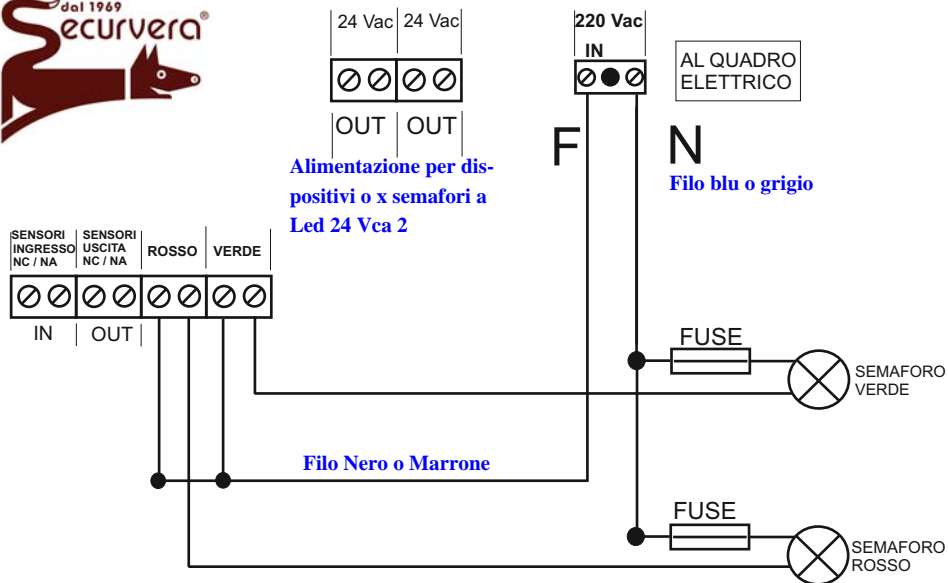 dal 1969
Securvera®
24 Vac 24 Vac
OUT OUT
Alimentazione per dis-
positivi o x semafori a
Led 24 Vca 2
220 Vac
IN
AL QUADRO
ELETTRICO
F
N
Filo blu o grigio
SENSORI
INGRESSO
NC / NA
SENSORI
USCITA
NC / NA
ROSSO
VERDE
IN
OUT
FUSE
SEMAFORO
VERDE
Filo Nero o Marrone
FUSE
SEMAFORO
ROSSO